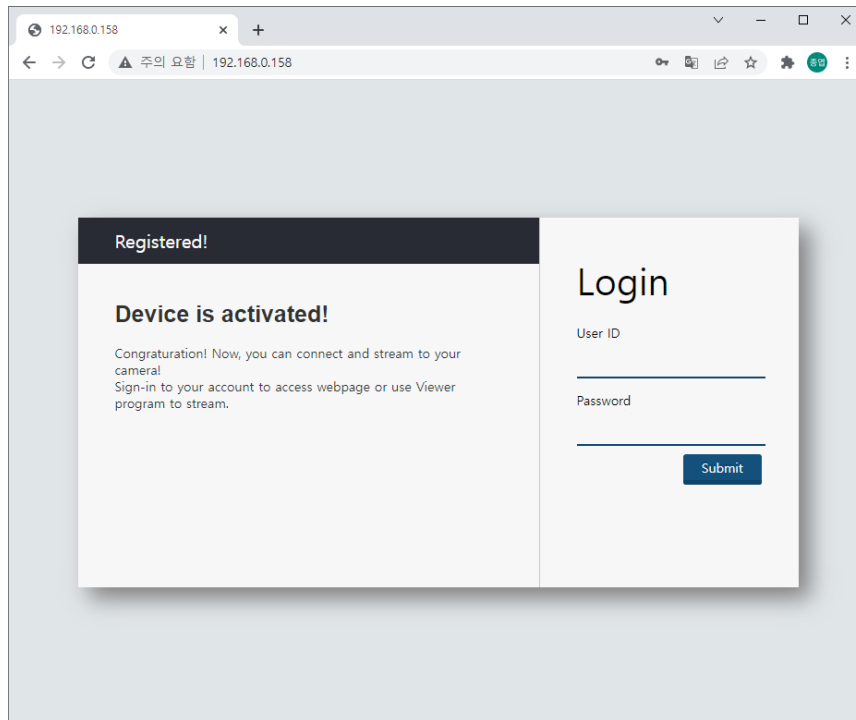 192.168.0.158
주의 요함 192.168.0.158
종엽
Registered!
Device is activated!
Congraturation! Now, you can connect and stream to your
camera!
Sign-in to your account to access webpage or use Viewer
program to stream.
Login
User ID
Password
Submit